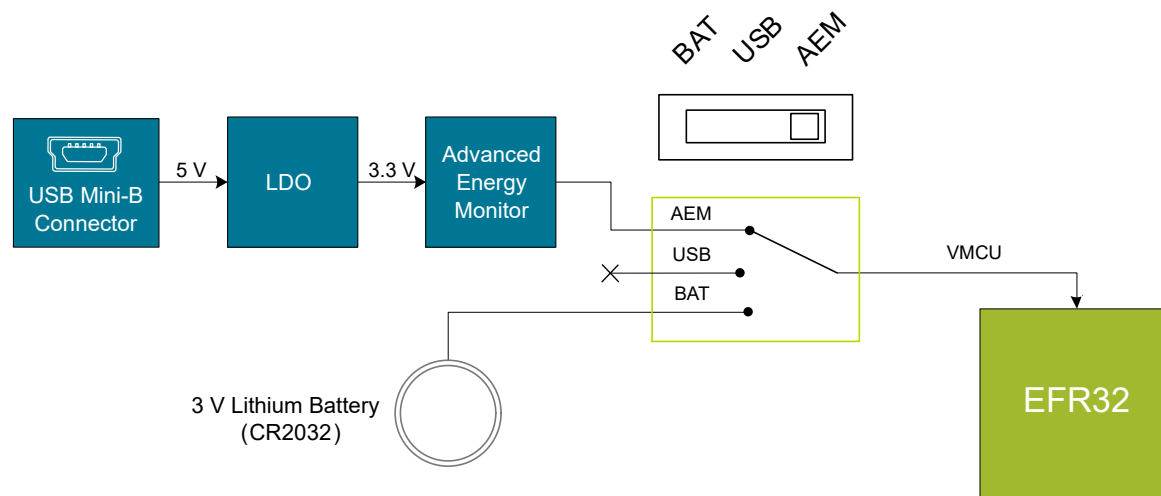 BAT
USB
AEM
USB Mini-B
Connector
5 V
LDO
3.3 V
Advanced
Energy
Monitor
AEM
USB
BAT
VMCU
3 V Lithium Battery
(CR2032)
EFR32